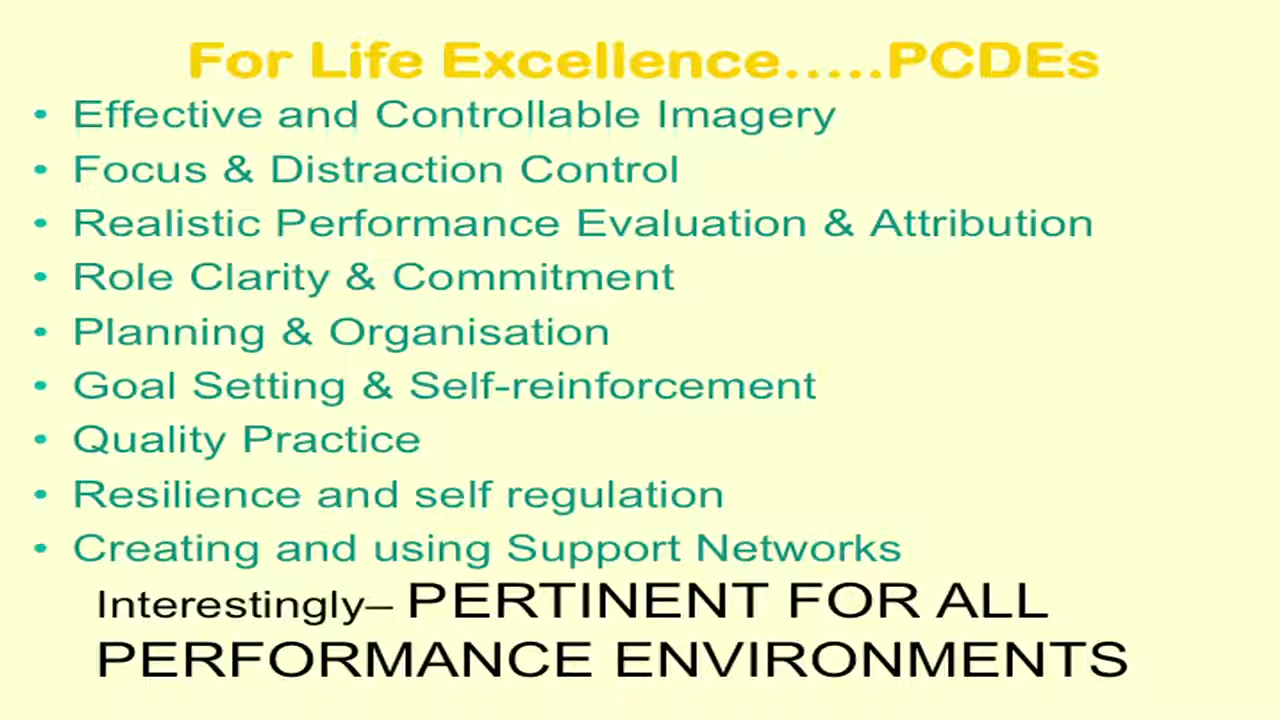 For Life Excellence.....PCDEs
• Effective and Controllable Imagery
• Focus & Distraction Control
• Realistic Performance Evaluation & Attribution
• Role Clarity & Commitment
• Planning & Organisation
• Goal Setting & Self-reinforcement
• Quality Practice
• Resilience and self regulation
• Creating and using Support Networks
Interestingly– PERTINENT FOR ALL
PERFORMANCE ENVIRONMENTS